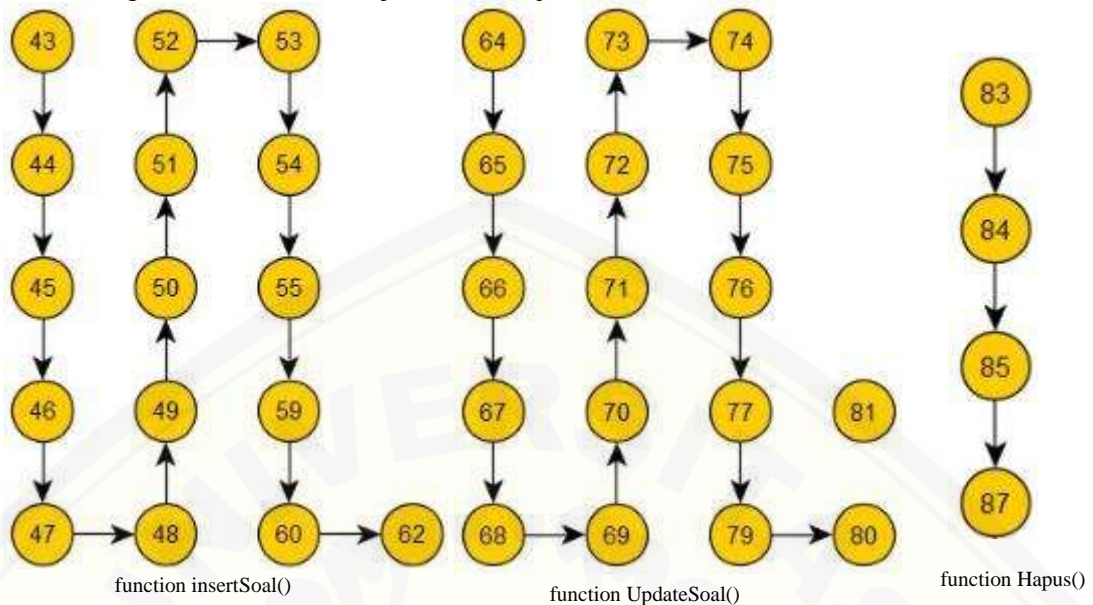 43 52 53 64 73 74
83
44 51 54 65 72 75
84
45 50 55 66 71 76
85
46 49 59 67 70 77 81
87
47 48 60 62 68 69 79 80
function insertSoal()
function UpdateSoal()
function Hapus()